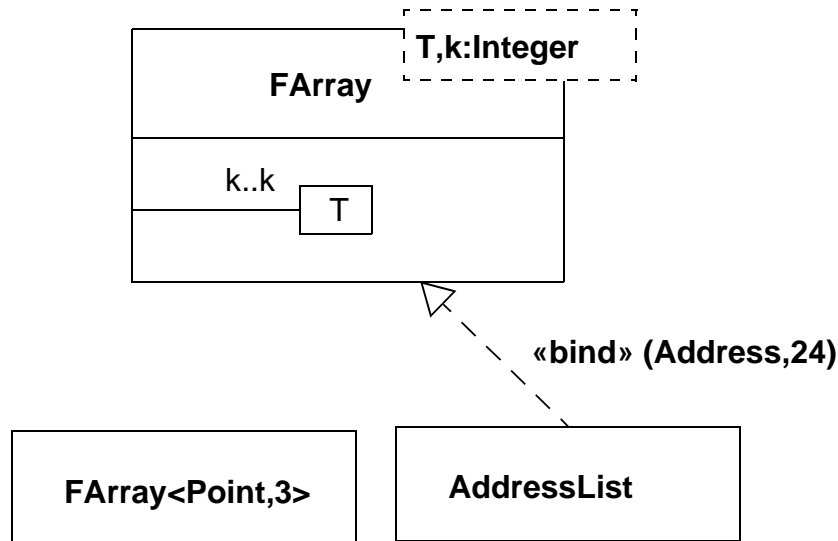 T,k:Integer
FArray
k..k
T
«bind» (Address,24)
FArray<Point,3>
AddressList